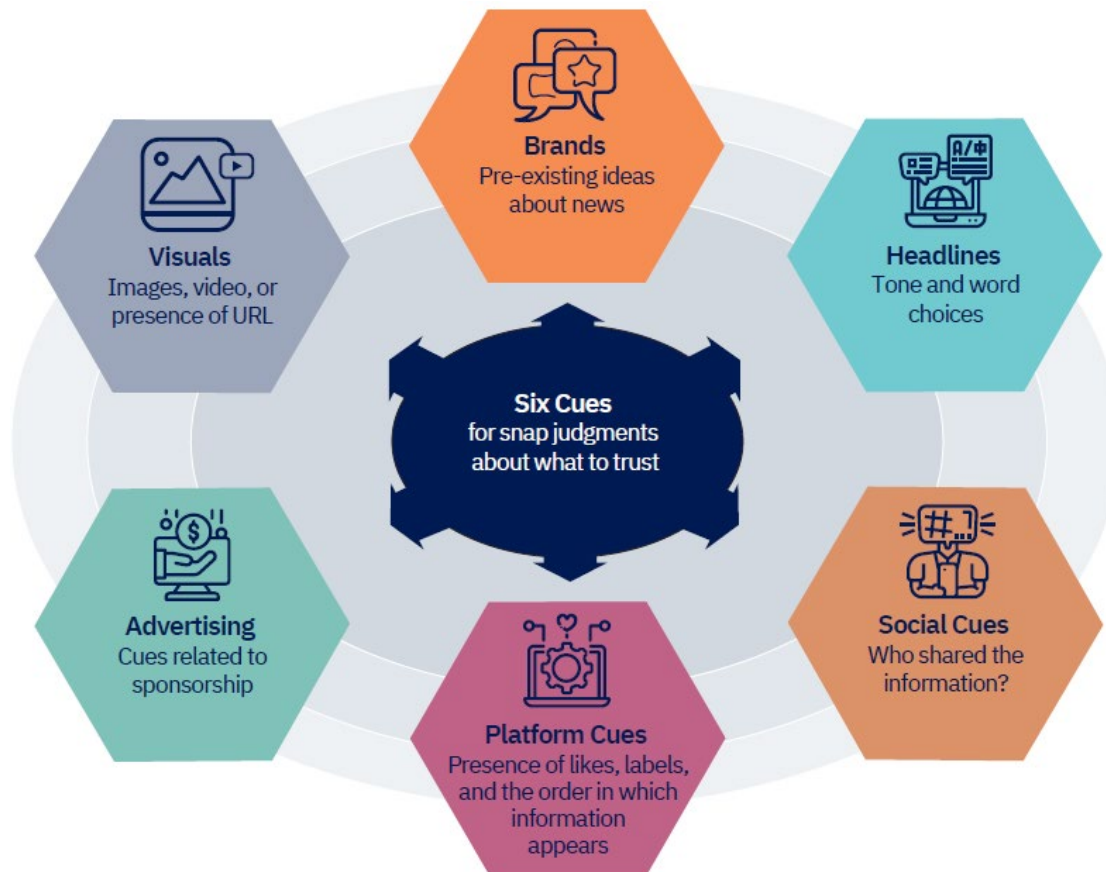 Brands
Pre-existing ideas
about news
Visuals
Images, video, or
presence of URL
Headlines
Tone and word
choices
Six Cues
for snap judgments
about what to trust
Advertising
Cues related to
sponsorship
Social Cues
Who shared the
information?
Platform Cues
Presence of likes, labels,
and the order in which
information
appears